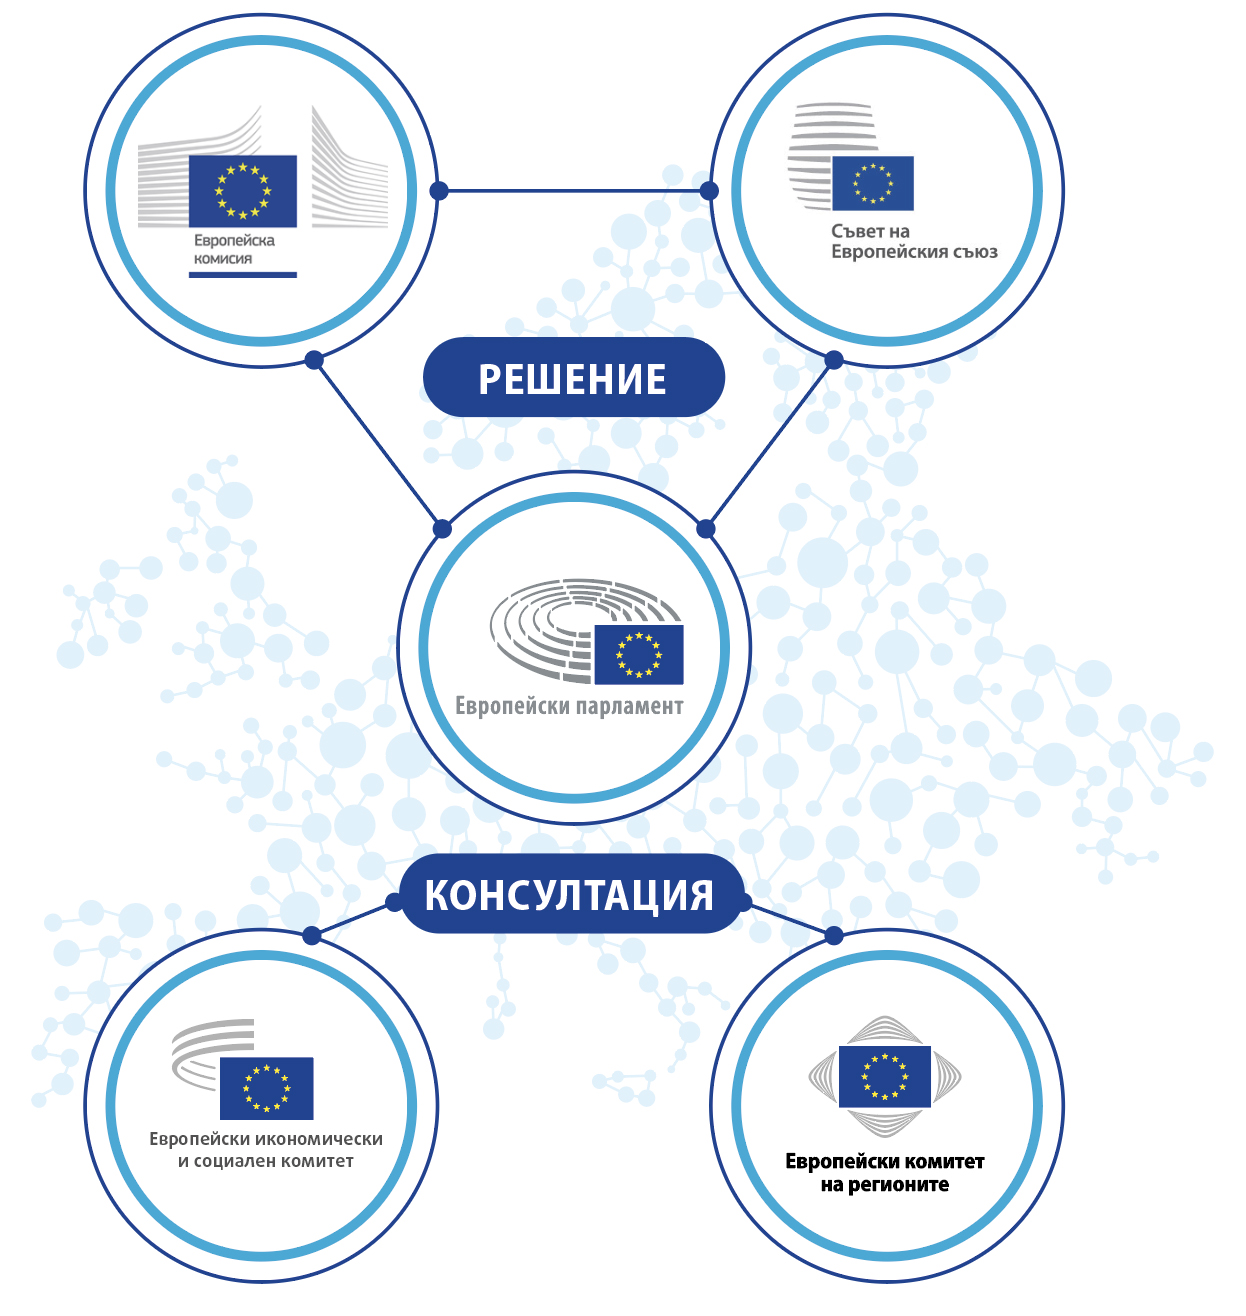 Европейска
комисия
Съвет на
Европейския съюз
РЕШЕНИЕ
Европейски парламент
КОНСУЛТАЦИЯ
Европейски икономически
и социален комитет
Европейски комитет
на регионите